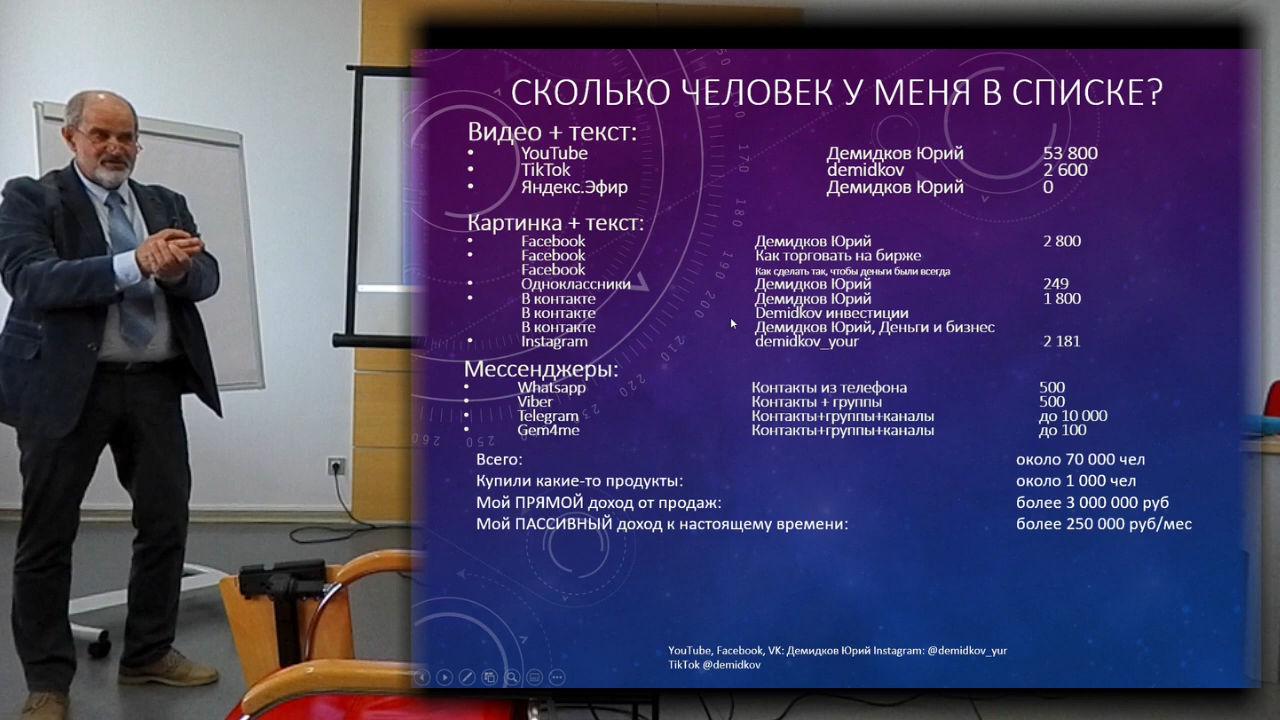 СКОЛЬКО ЧЕЛОВЕК У МЕНЯ В СПИСКЕ?
Видео + текст:
• YouTube Демидков Юрий 53 800
• TikTok demidkov 2 600
• Яндекс.Эфир Демидков Юрий 0
Картинка + текст:
• Facebook Демидков Юрий 2 800
• Facebook Как торговать на бирже
Facebook Как сделать так, чтобы деньги были всегда
• Одноклассники Демидков Юрий 249
• В контакте Демидков Юрий 1 800
В контакте Demidkov инвестиции
В контакте Демидков Юрий, Деньги и бизнес
• Instagram demidkov_your 2 181
Мессенджеры:
• Whatsapp Контакты из телефона 500
• Viber Контакты + группы 500
• Telegram Контакты+группы+каналы до 10 000
• Gem4me Контакты+группы+каналы до 100
Всего: около 70 000 чел
Купили какие-то продукты: около 1 000 чел
Мой ПРЯМОЙ доход от продаж: более 3 000 000 руб
Мой ПАССИВНЫЙ доход к настоящему времени: более 250 000 руб/мес
YouTube, Facebook, VK: Демидков Юрий Instagram: @demidkov_yur
TikTok @demidkov